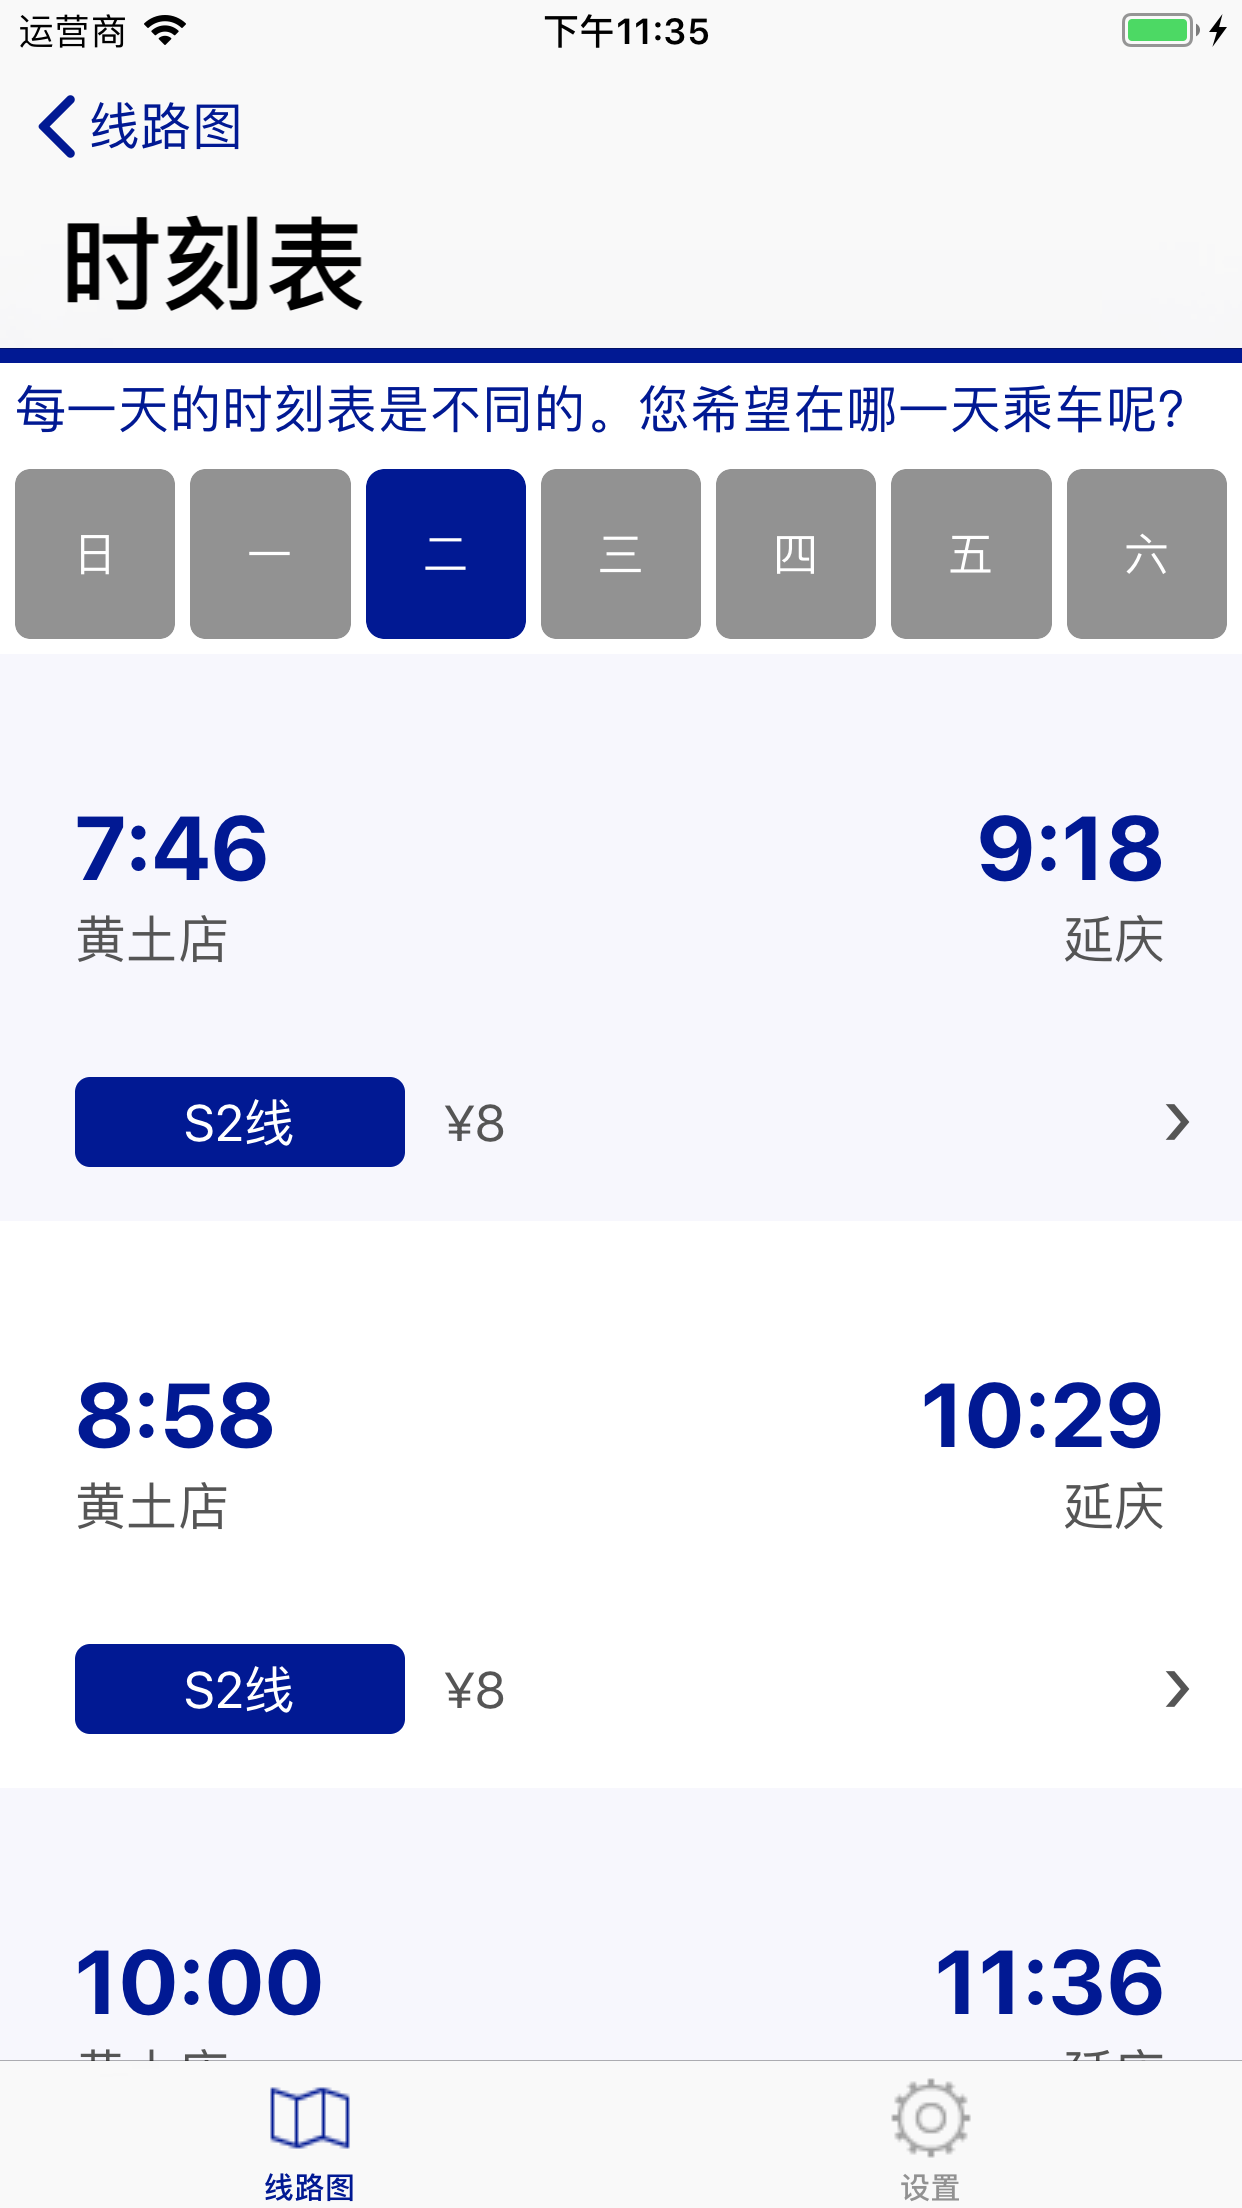 运营商
下午11:35
线路图
时刻表
每一天的时刻表是不同的。您希望在哪一天乘车呢?
日 一 二 三 四 五 六
7:46 9:18
黄土店 延庆
S2线 ¥8
8:58 10:29
黄土店 延庆
S2线 ¥8
10:00 11:36
线路图 设置